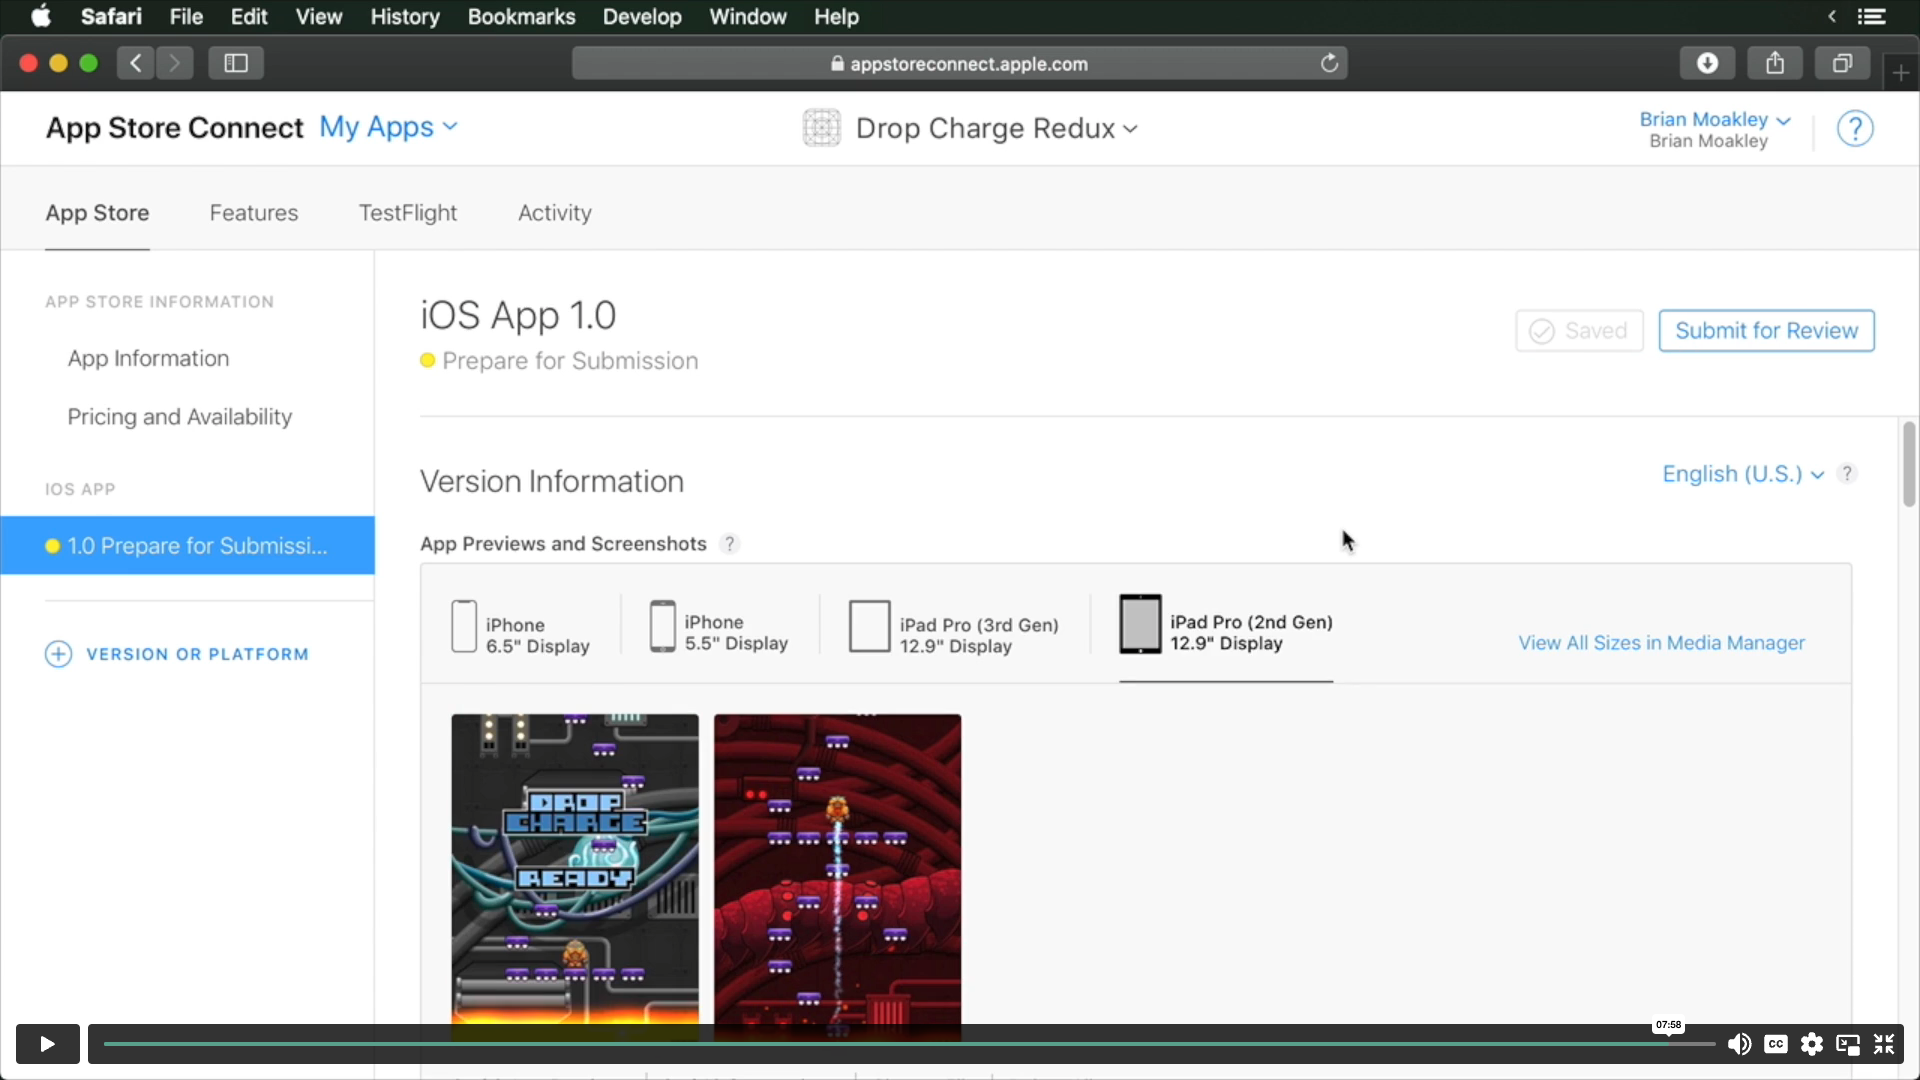 Safari File Edit View History Bookmarks Develop Window Help
appstoreconnect.apple.com
App Store Connect My Apps
Drop Charge Redux
Brian Moakley
Brian Moakley
?
App Store Features TestFlight Activity
APP STORE INFORMATION
App Information
Pricing and Availability
IOS APP
1.0 Prepare for Submissi...
VERSION OR PLATFORM
iOS App 1.0
Prepare for Submission
Saved
Submit for Review
Version Information
English (U.S.) ?
App Previews and Screenshots ?
iPhone
6.5" Display
iPhone
5.5" Display
iPad Pro (3rd Gen)
12.9" Display
iPad Pro (2nd Gen)
12.9" Display
View All Sizes in Media Manager
DROP
CHARGE
READY
07:58
CC